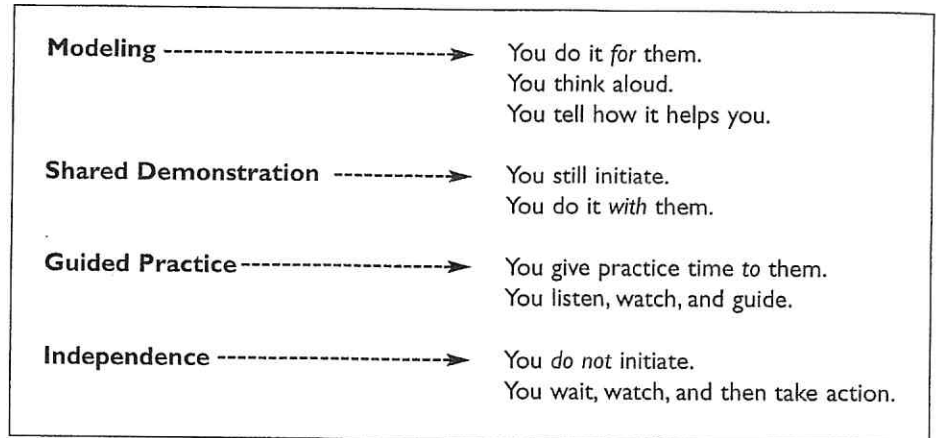 Modeling You do it for them.
You think aloud.
You tell how it helps you.
Shared Demonstration You still initiate.
You do it with them.
Guided Practice You give practice time to them.
You listen, watch, and guide.
Independence You do not initiate.
You wait, watch, and then take action.